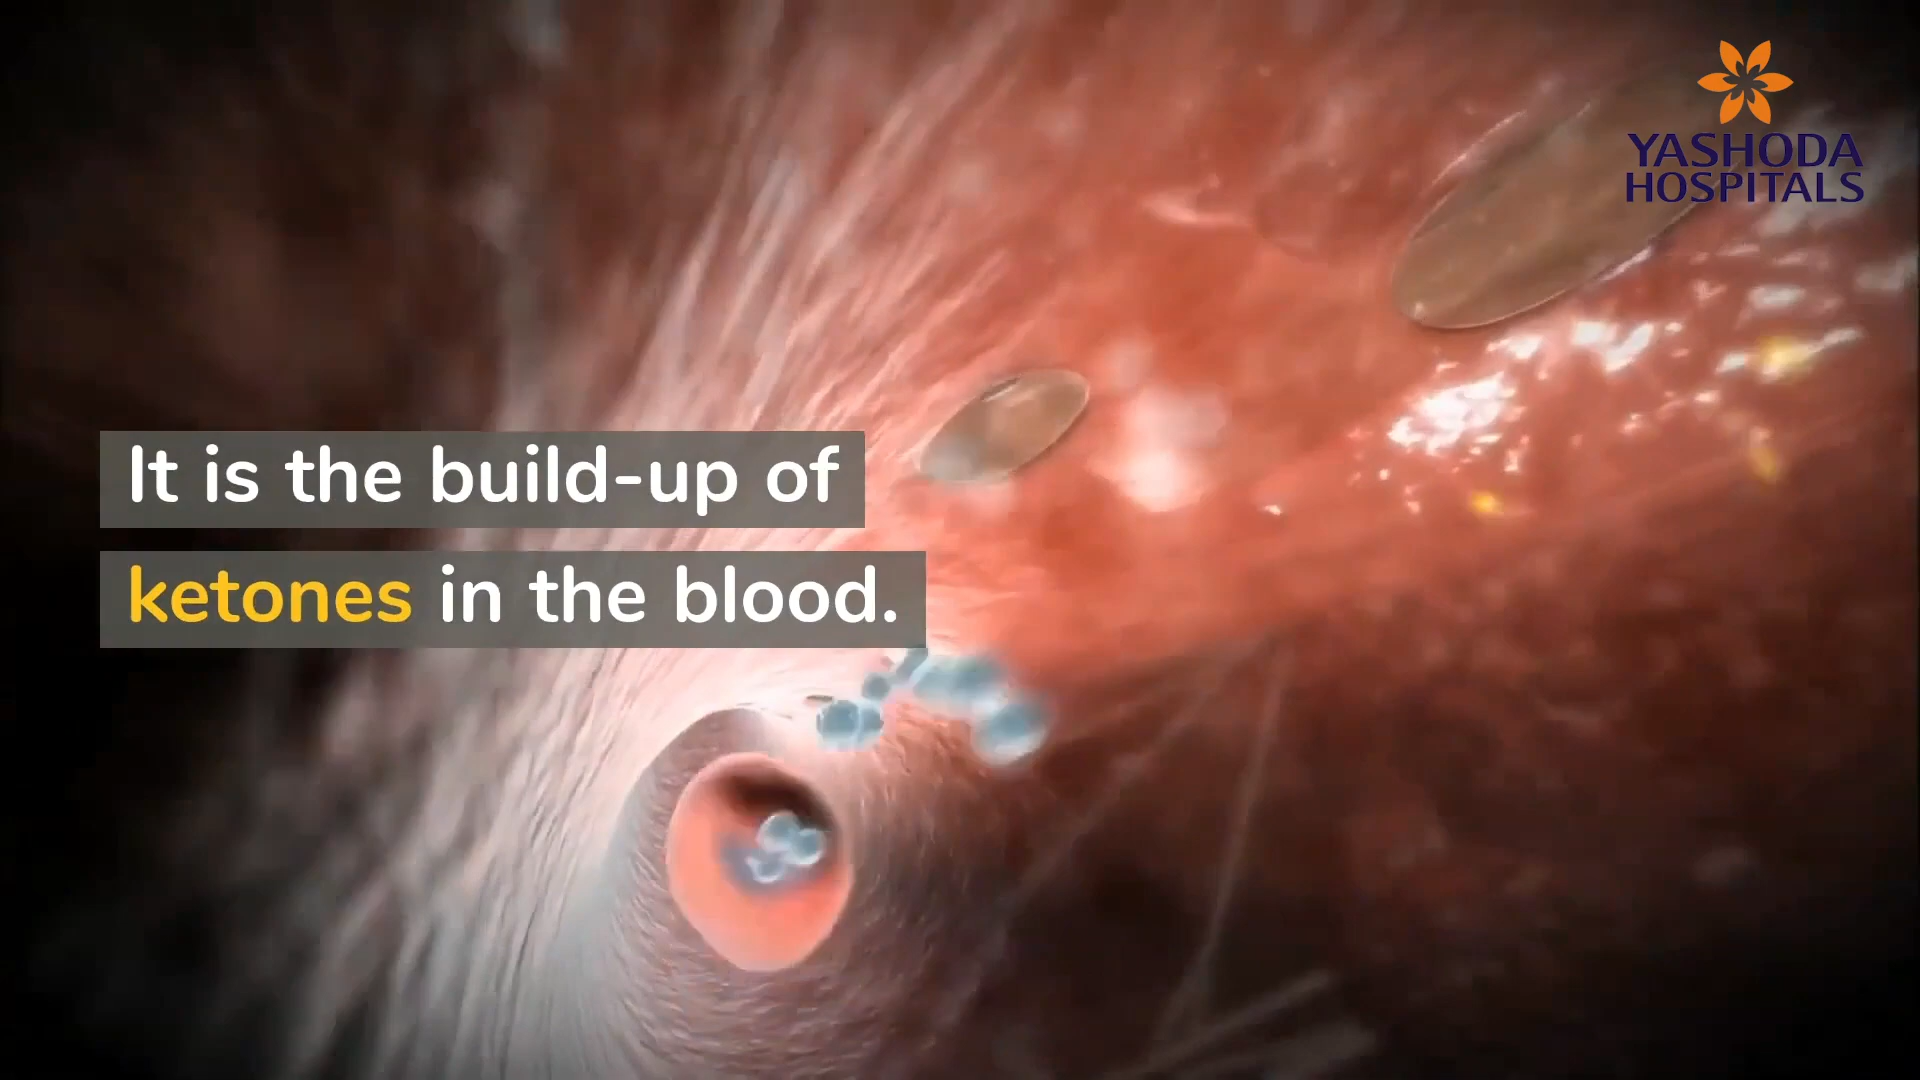 YASHODA
HOSPITALS
It is the build-up of
ketones in the blood.